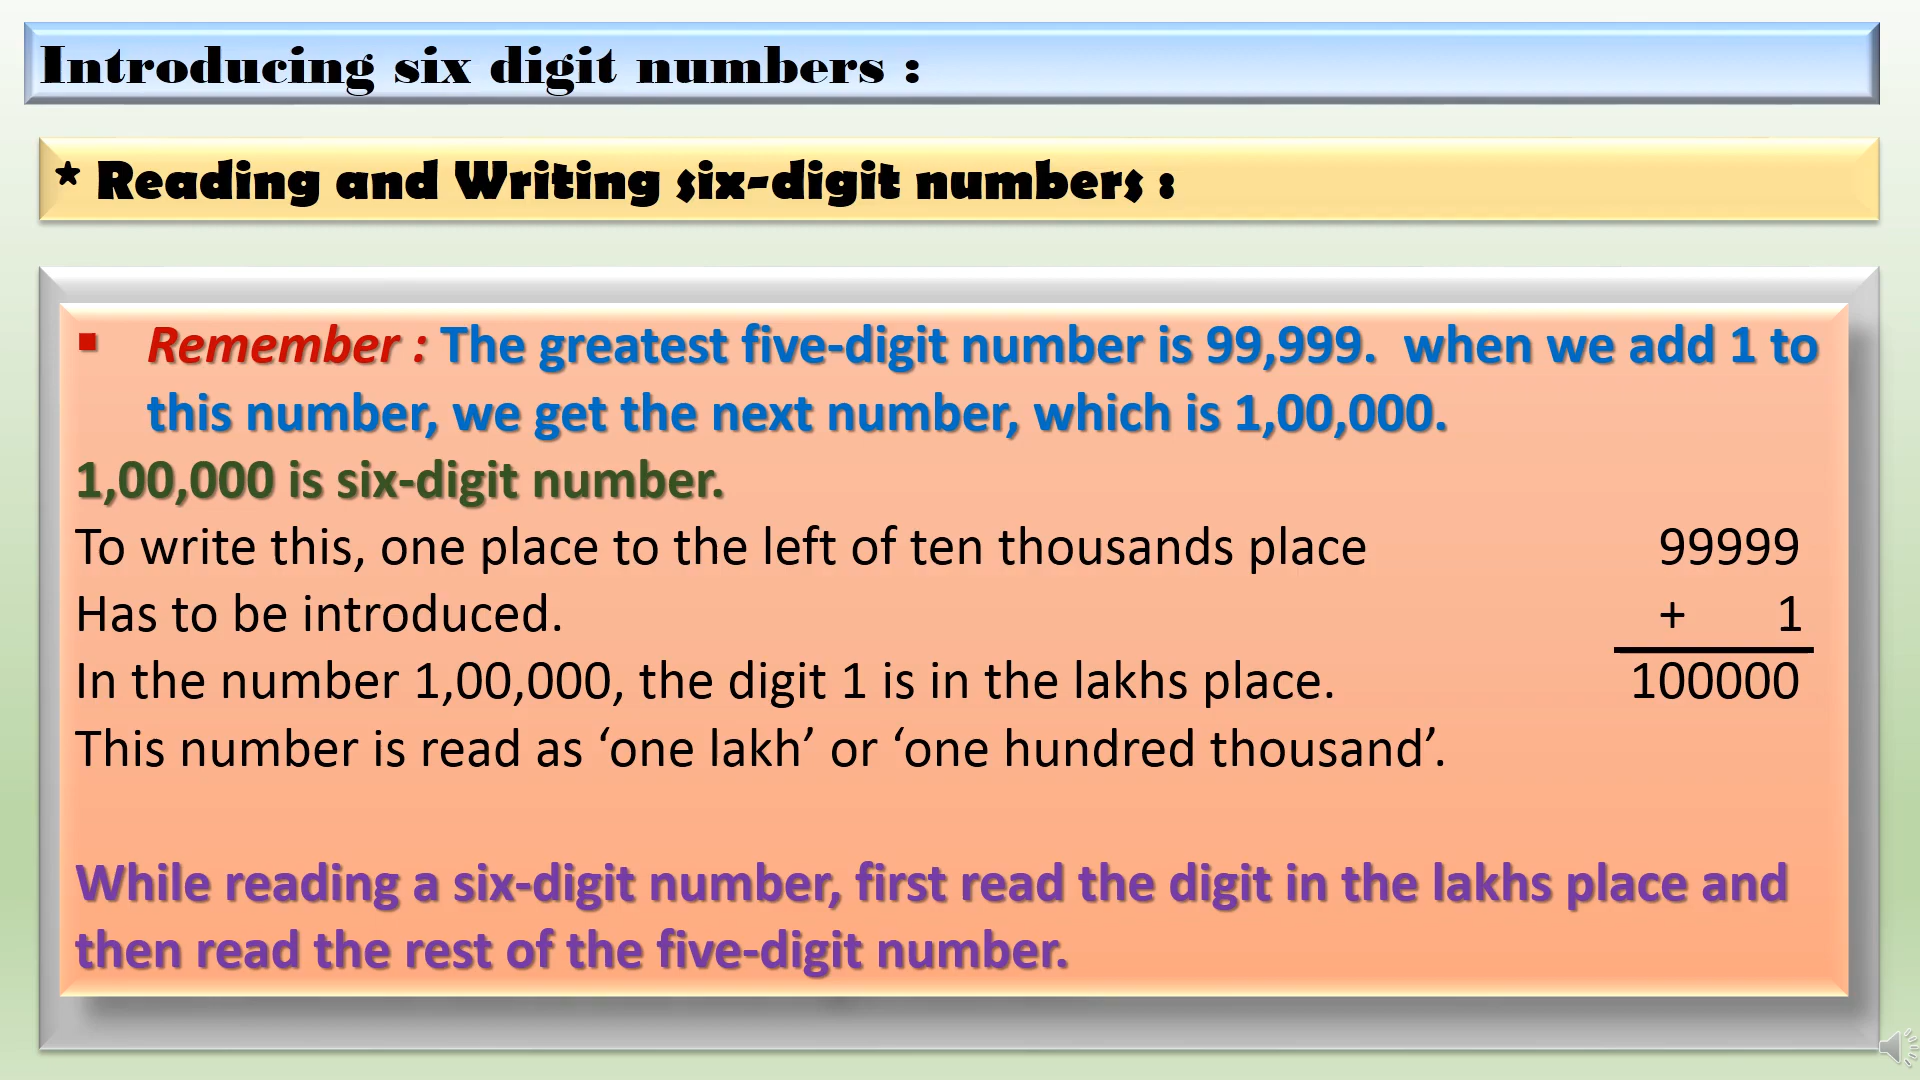 Introducing six digit numbers :
* Reading and Writing six-digit numbers :
▪ Remember : The greatest five-digit number is 99,999. when we add 1 to
this number, we get the next number, which is 1,00,000.
1,00,000 is six-digit number.
To write this, one place to the left of ten thousands place 99999
Has to be introduced. + 1
In the number 1,00,000, the digit 1 is in the lakhs place. 100000
This number is read as ‘one lakh’ or ‘one hundred thousand’.
While reading a six-digit number, first read the digit in the lakhs place and
then read the rest of the five-digit number.